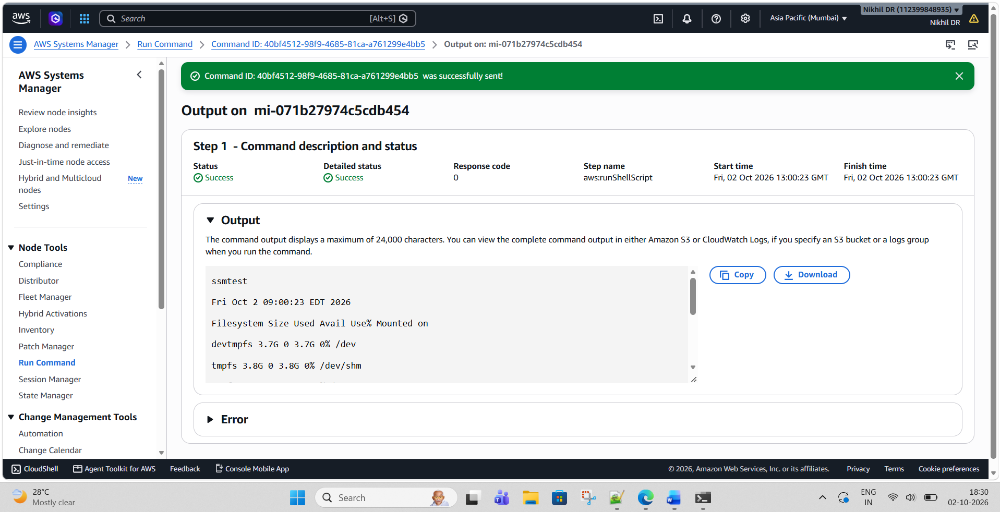 aws
Search
[Alt+S]
Asia Pacific (Mumbai)
Nikhil DR (112399848935)
Nikhil DR
AWS Systems Manager
Run Command
Command ID: 40bf4512-98f9-4685-81ca-a761299e4bb5
Output on: mi-071b27974c5cdb454
AWS Systems
Manager
Review node insights
Explore nodes
Diagnose and remediate
Just-in-time node access
Hybrid and Multicloud
nodes
New
Settings
Node Tools
Compliance
Distributor
Fleet Manager
Hybrid Activations
Inventory
Patch Manager
Run Command
Session Manager
State Manager
Change Management Tools
Automation
Change Calendar
Command ID: 40bf4512-98f9-4685-81ca-a761299e4bb5 was successfully sent!
Output on mi-071b27974c5cdb454
Step 1 - Command description and status
Status
Success
Detailed status
Success
Response code
0
Step name
aws:runShellScript
Start time
Fri, 02 Oct 2026 13:00:23 GMT
Finish time
Fri, 02 Oct 2026 13:00:23 GMT
Output
The command output displays a maximum of 24,000 characters. You can view the complete command output in either Amazon S3 or CloudWatch Logs, if you specify an S3 bucket or a logs group
when you run the command.
ssmtest
Fri Oct 2 09:00:23 EDT 2026
Filesystem Size Used Avail Use% Mounted on
devtmpfs 3.7G 0 3.7G 0% /dev
tmpfs 3.8G 0 3.8G 0% /dev/shm
Copy
Download
Error
CloudShell
Agent Toolkit for AWS
Feedback
Console Mobile App
© 2026, Amazon Web Services, Inc. or its affiliates.
Privacy
Terms
Cookie preferences
28°C
Mostly clear
Search
ENG
IN
18:30
02-10-2026